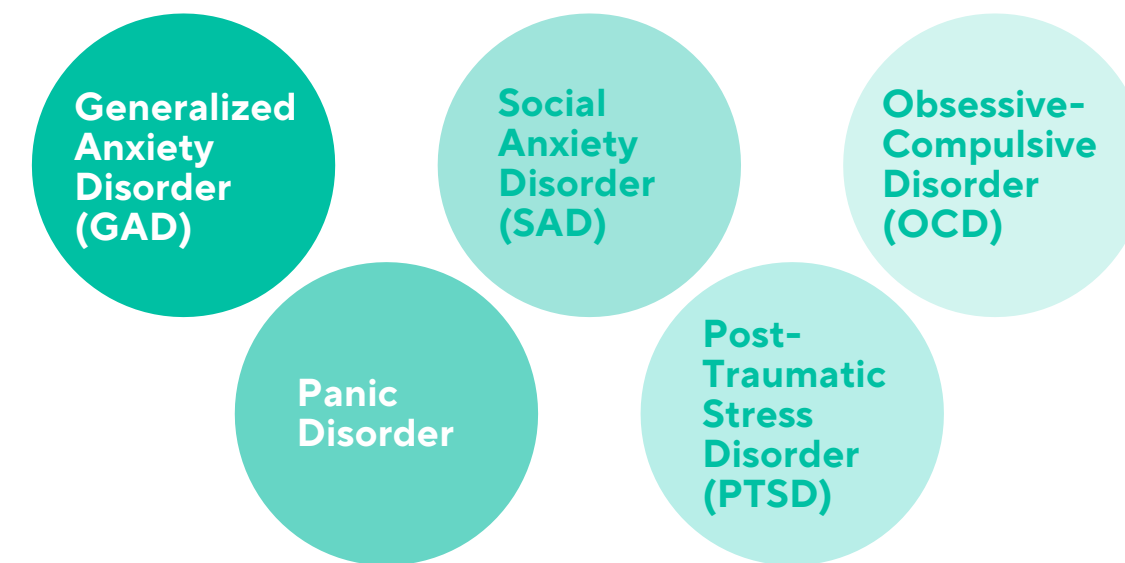 Generalized
Anxiety
Disorder
(GAD)
Panic
Disorder
Social
Anxiety
Disorder
(SAD)
Post-
Traumatic
Stress
Disorder
(PTSD)
Obsessive-
Compulsive
Disorder
(OCD)